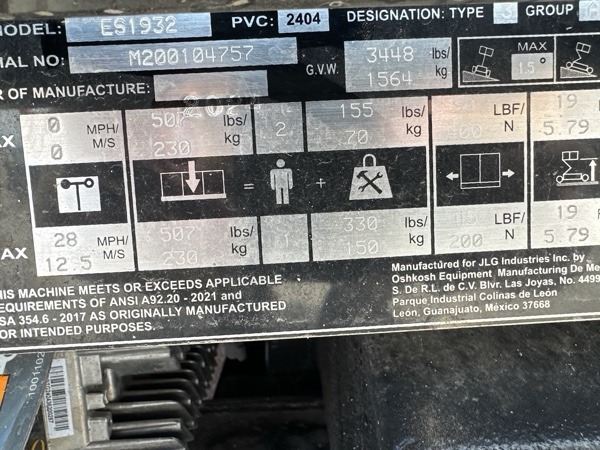 MODEL: ES1932 PVC: 2404 DESIGNATION: TYPE 3 GROUP A
IAL NO: M200104757 G.V.W. 3448 lbs/ 1564 kg MAX 1.5°
R OF MANUFACTURE:
AX 0 MPH/ 507 lbs/ 2 155 lbs/ LBF/ 19
0 M/S 230 kg 70 kg N 5.79
= +
AX 28 MPH/ 507 lbs/ 330 lbs/ LBF/ 19
12.5 M/S 230 kg 150 kg 200 N 5.79
HIS MACHINE MEETS OR EXCEEDS APPLICABLE
EQUIREMENTS OF ANSI A92.20 - 2021 and
SA 354.6 - 2017 AS ORIGINALLY MANUFACTURED
OR INTENDED PURPOSES.
Manufactured for JLG Industries Inc. by
Oshkosh Equipment Manufacturing De Me
S. De R.L. de C.V. Blvr. Las Joyas, No. 4499
Parque Industrial Colinas de León
León, Guanajuato, México 37668